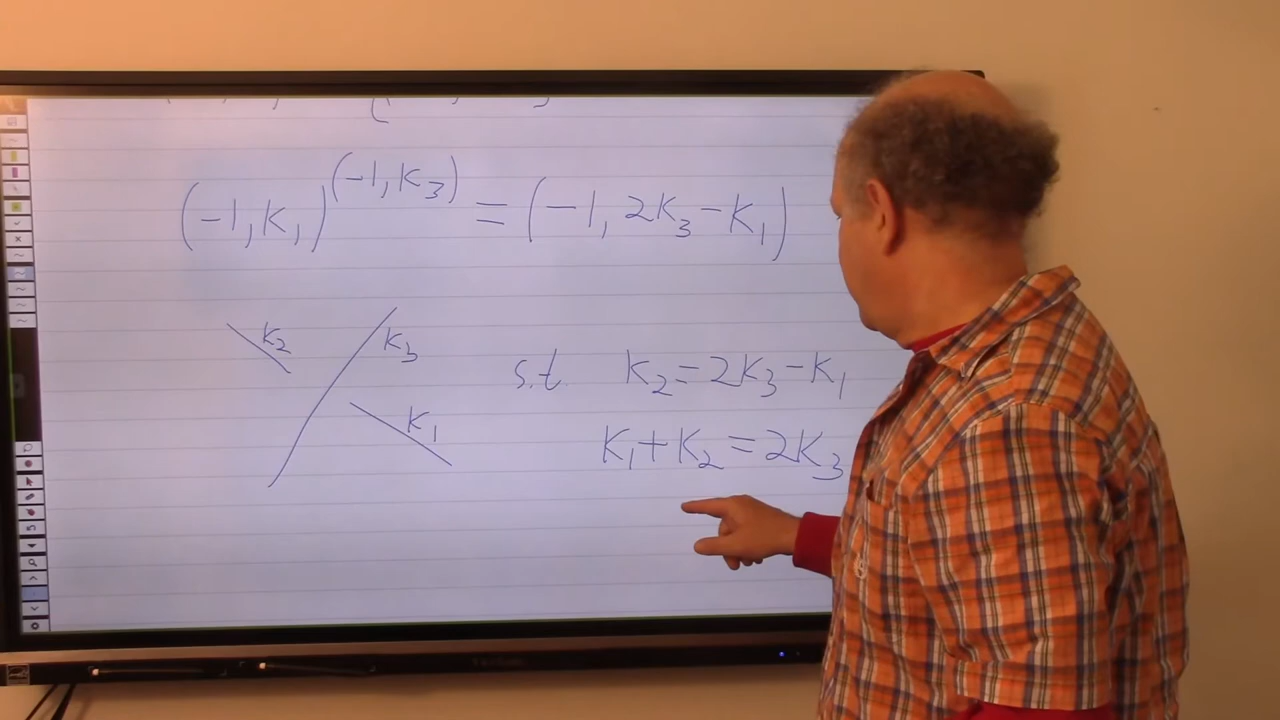 (-1, k₁)^(-1, k₃) = (-1, 2k₃ - k₁)
k₂
k₃
k₁
s.t k₂ = 2k₃ - k₁
k₁ + k₂ = 2k₃